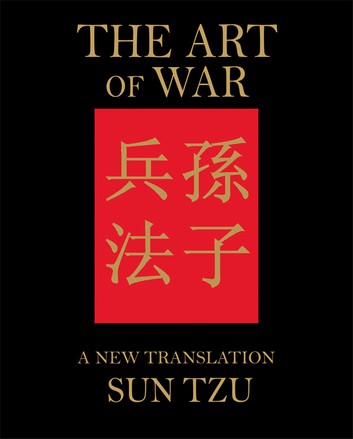 THE ART
OF WAR
孫子
兵法
A NEW TRANSLATION
SUN TZU